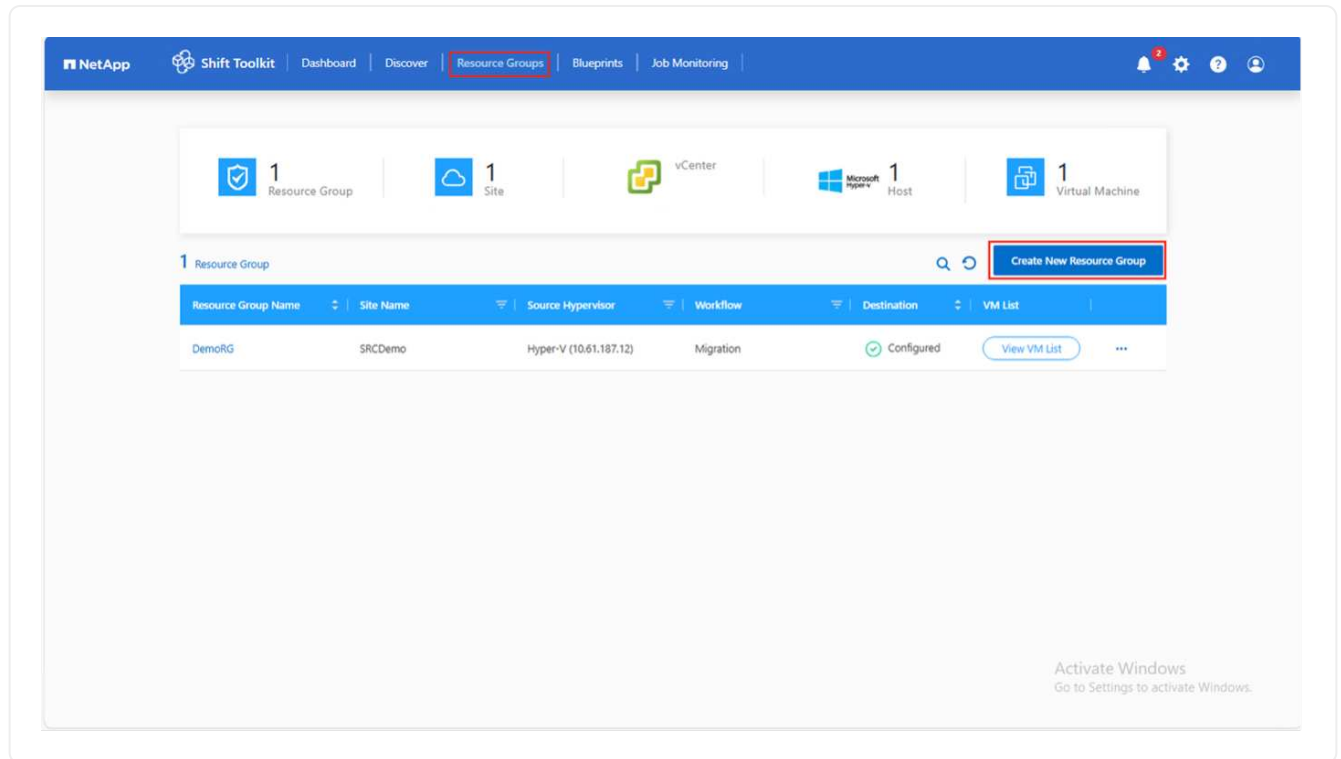 NetApp Shift Toolkit Dashboard Discover Resource Groups Blueprints Job Monitoring 2 ?
1
Resource Group
1
Site
vCenter
Microsoft
Hyper-v
1
Host
1
Virtual Machine
1 Resource Group
Create New Resource Group
Resource Group Name Site Name Source Hypervisor Workflow Destination VM List
DemoRG SRCDemo Hyper-V (10.61.187.12) Migration Configured View VM List ...
Activate Windows
Go to Settings to activate Windows.